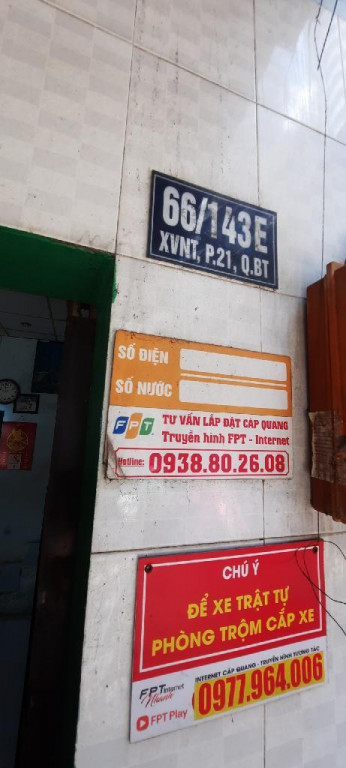 66/143E
XVNT, P.21, Q.BT
SỐ ĐIỆN
SỐ NƯỚC
FPT
TƯ VẤN LẮP ĐẶT CÁP QUANG
Truyền hình FPT - Internet
Hotline: 0938.80.26.08
CHÚ Ý
ĐỂ XE TRẬT TỰ
PHÒNG TRỘM CẮP XE
INTERNET CÁP QUANG - TRUYỀN HÌNH TƯƠNG TÁC
FPT Internet
FPT Play
0977.964.006